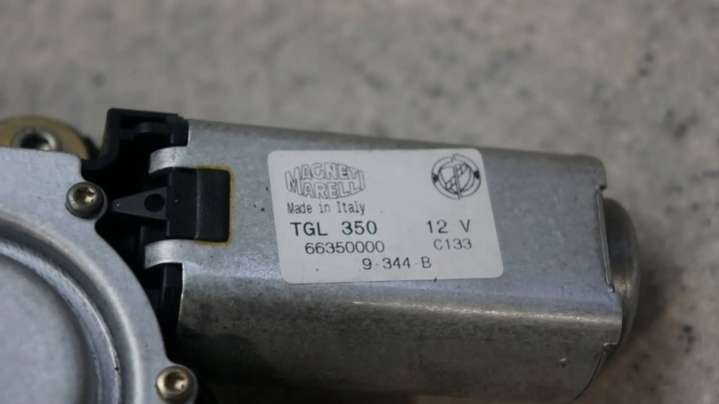 MAGNETI
MARELLI
Made in Italy
TGL 350 12 V
66350000 C133
9-344-B